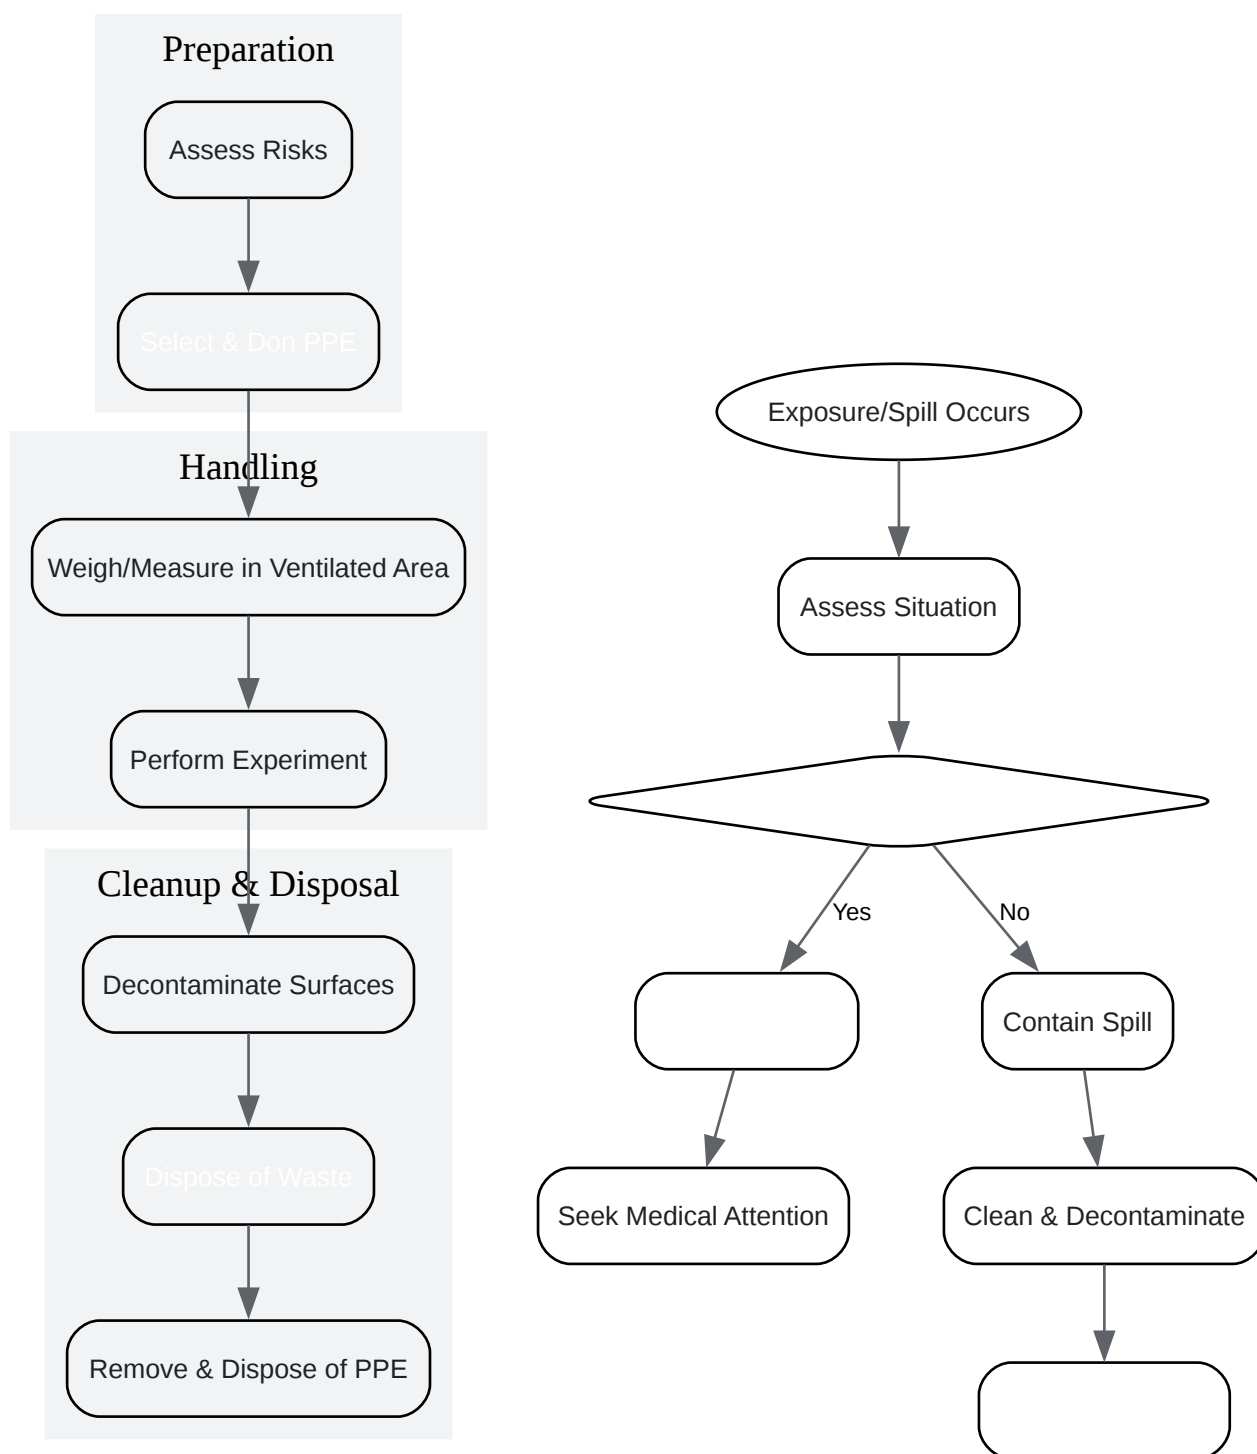 Preparation
Assess Risks
Select & Don PPE
Handling
Weigh/Measure in Ventilated Area
Perform Experiment
Cleanup & Disposal
Decontaminate Surfaces
Dispose of Waste
Remove & Dispose of PPE
Exposure/Spill Occurs
Assess Situation
Yes
No
Contain Spill
Seek Medical Attention
Clean & Decontaminate